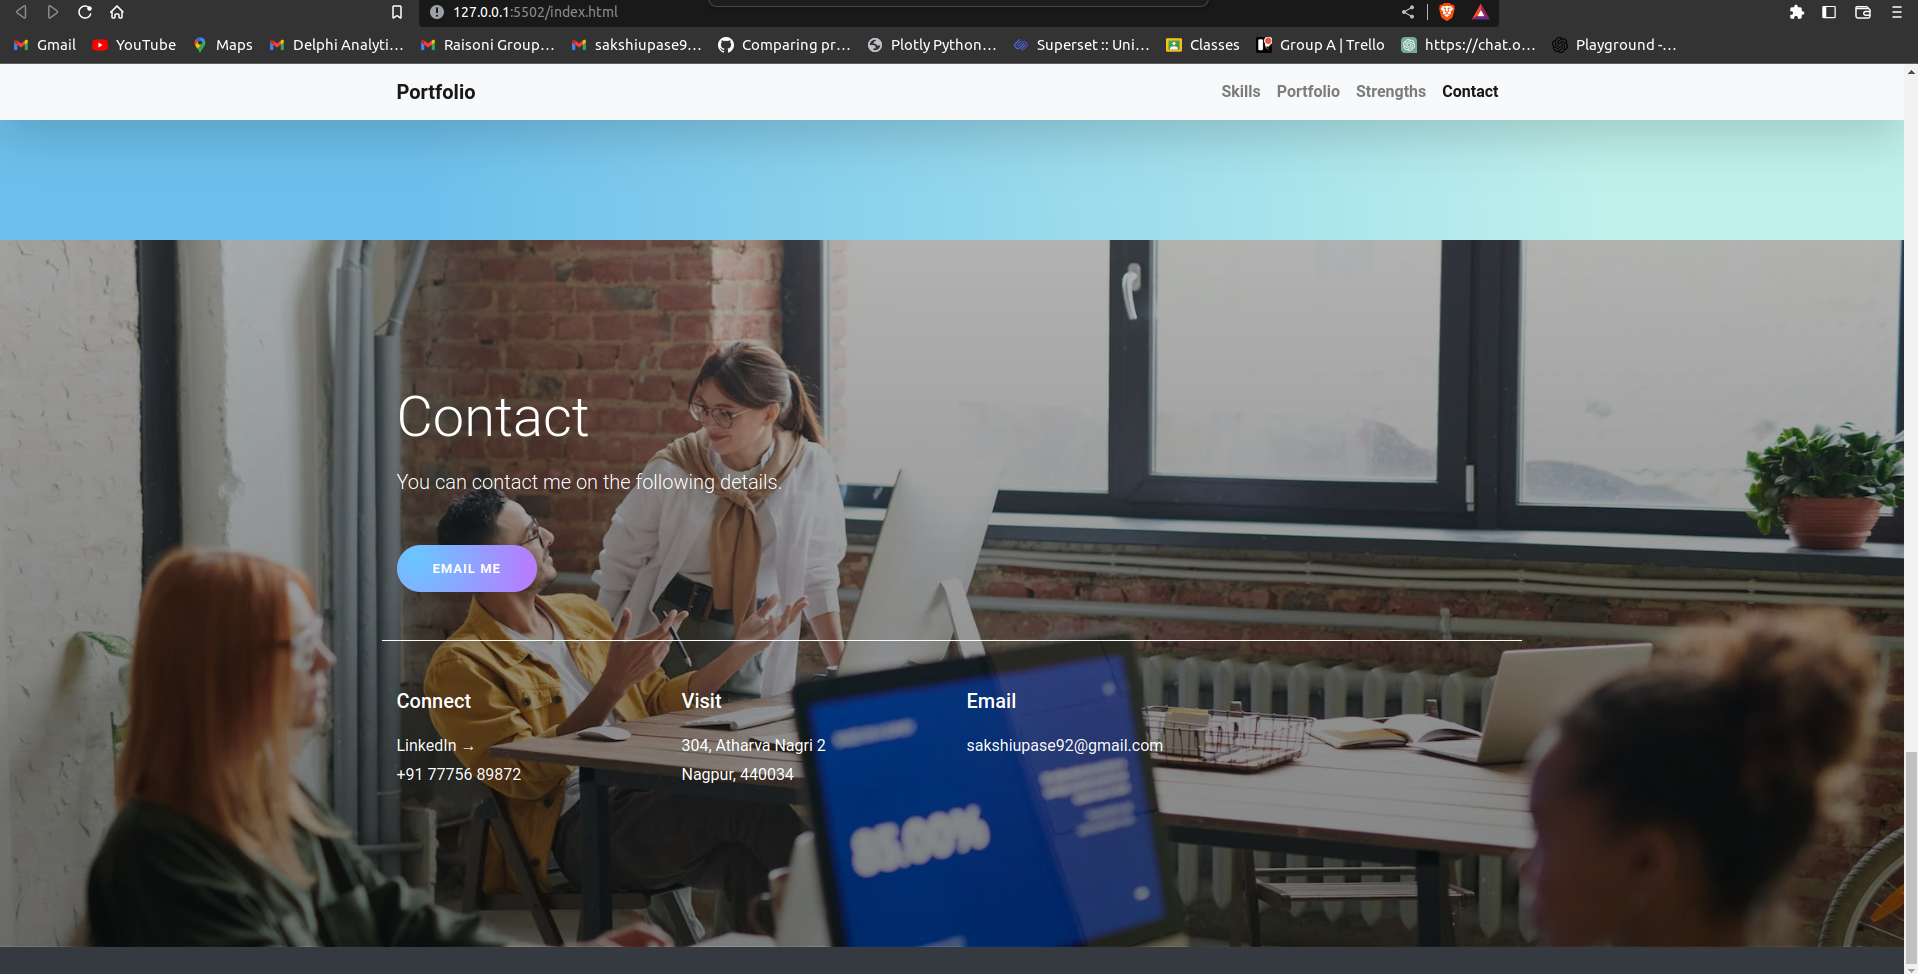 127.0.0.1:5502/index.html
Gmail YouTube Maps Delphi Analyti… Raisoni Group… sakshiupase9… Comparing pr… Plotly Python… Superset :: Uni… Classes Group A | Trello https://chat.o… Playground -…
Portfolio Skills Portfolio Strengths Contact
Contact
You can contact me on the following details.
EMAIL ME
Connect Visit Email
LinkedIn → 304, Atharva Nagri 2 sakshiupase92@gmail.com
+91 77756 89872 Nagpur, 440034
85.00%